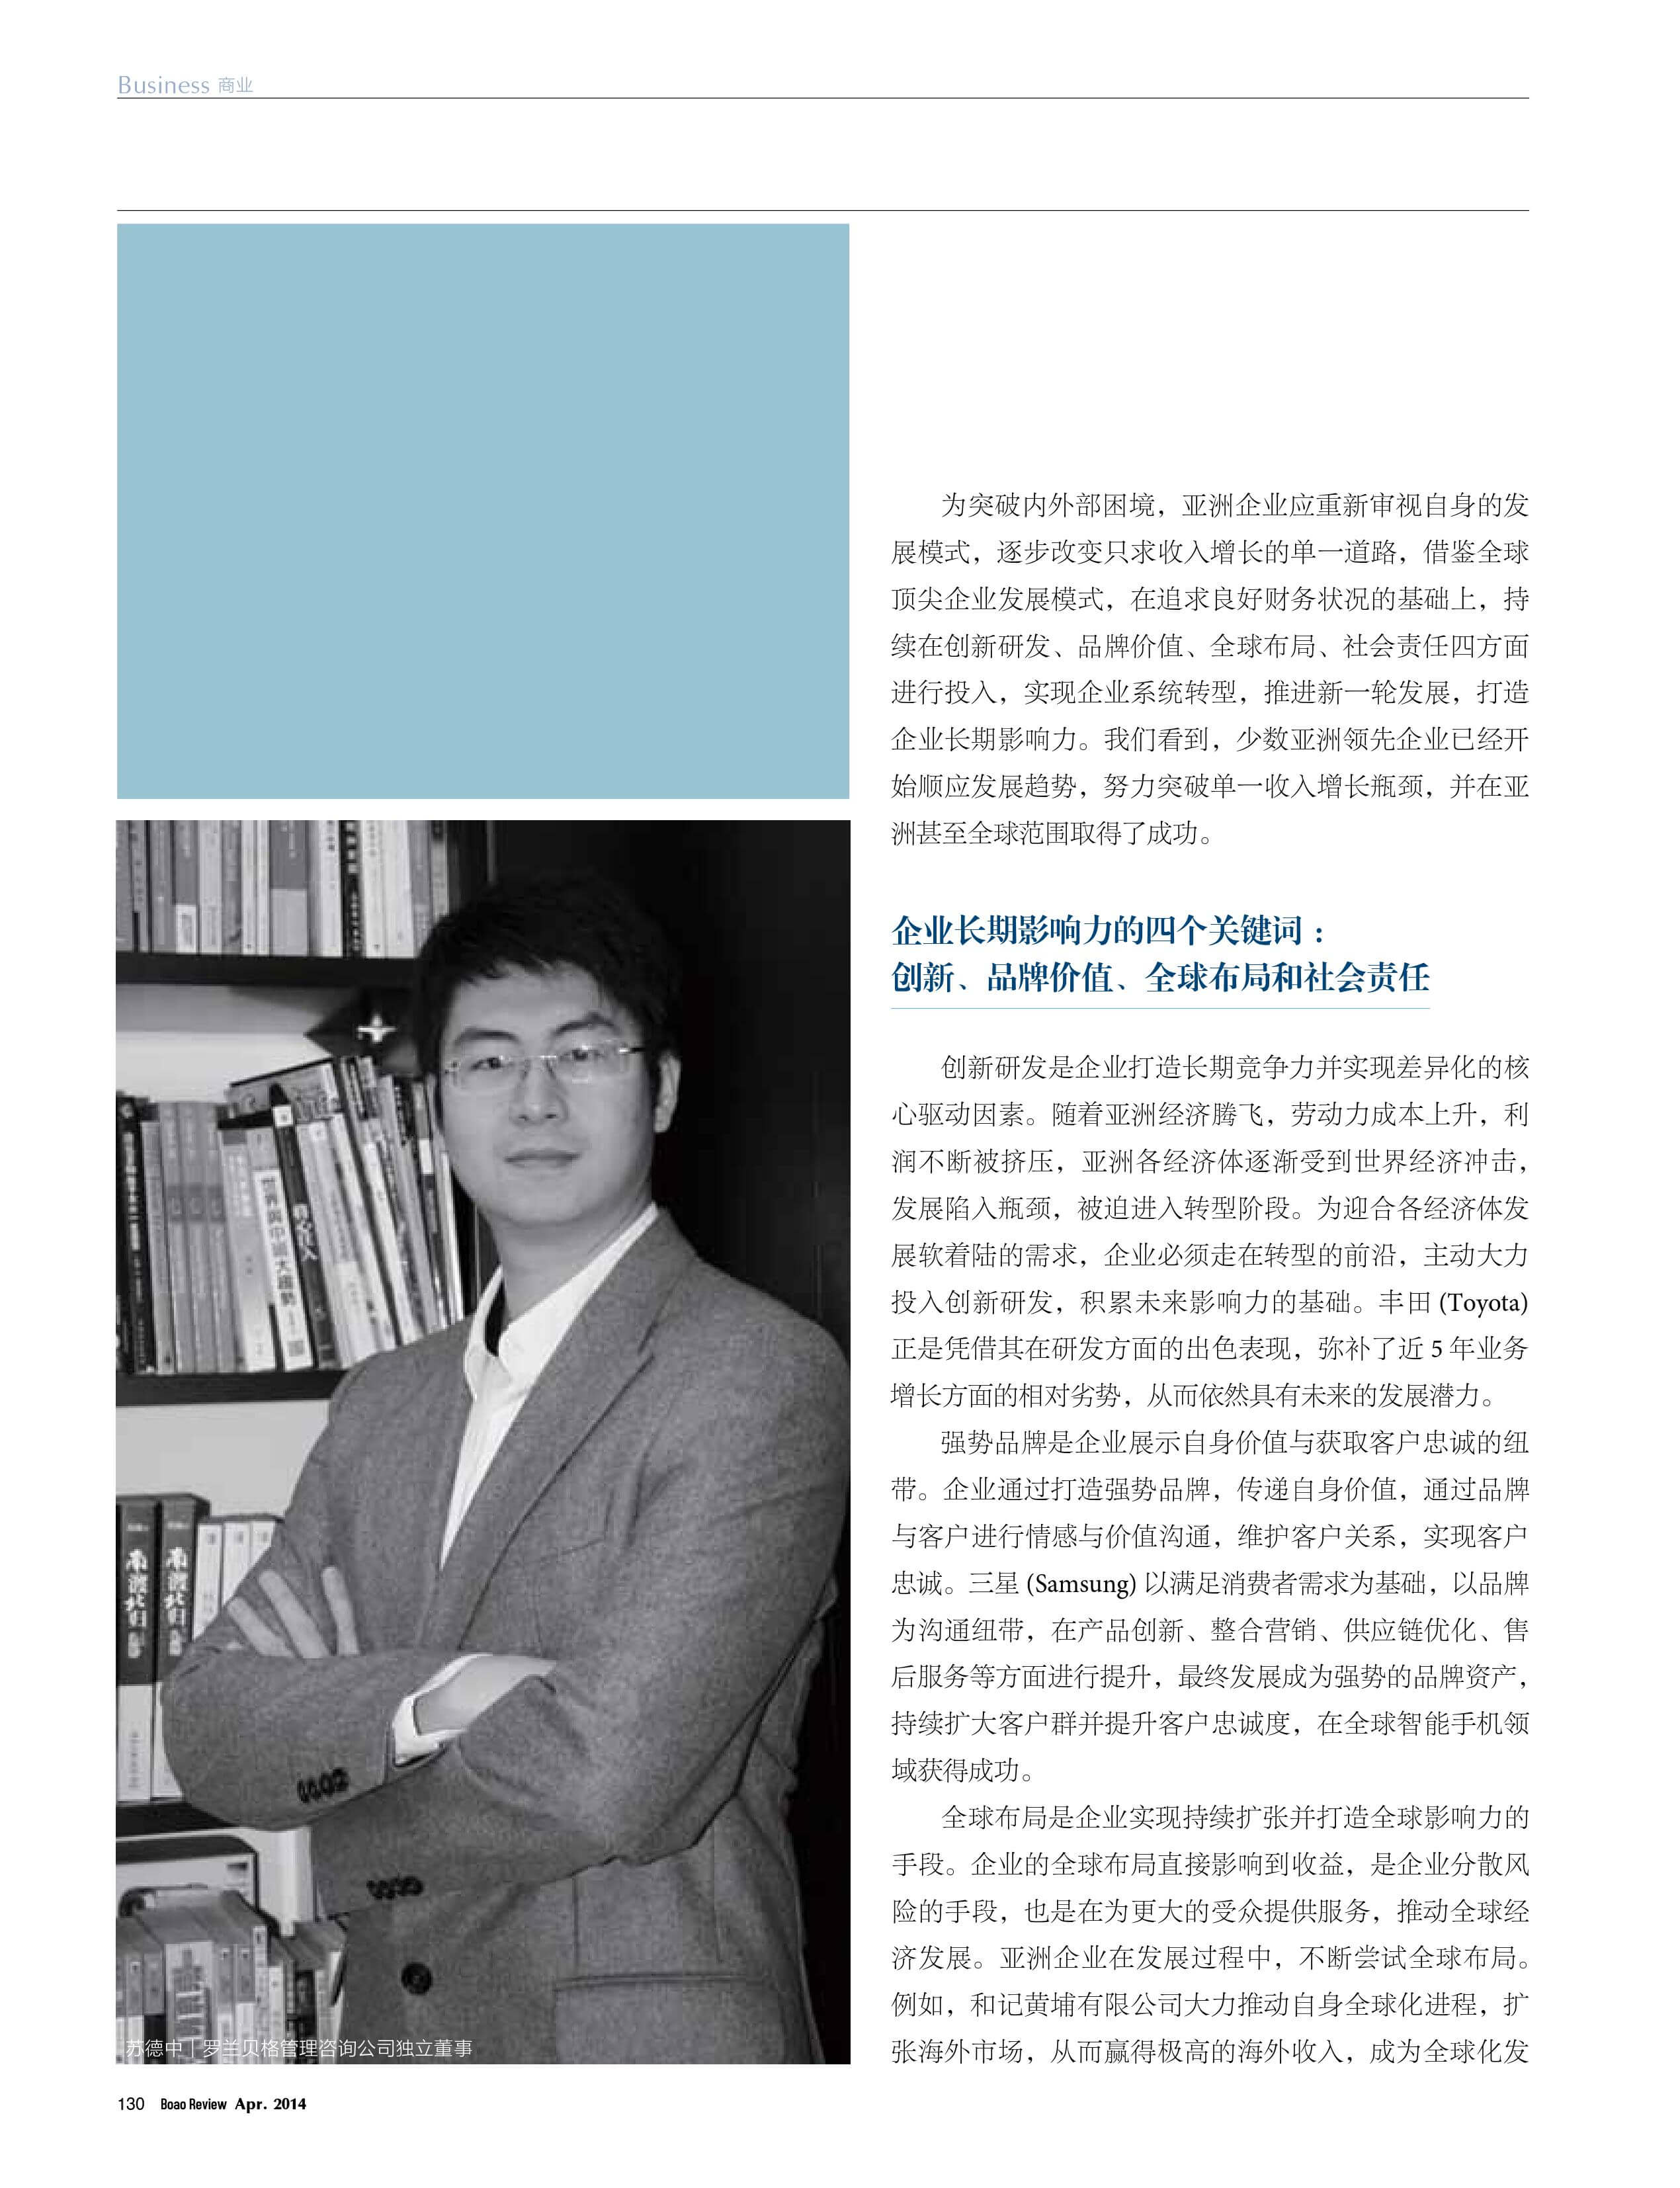 Business 商业
为突破内外部困境，亚洲企业应重新审视自身的发
展模式，逐步改变只求收入增长的单一道路，借鉴全球
顶尖企业发展模式，在追求良好财务状况的基础上，持
续在创新研发、品牌价值、全球布局、社会责任四方面
进行投入，实现企业系统转型，推进新一轮发展，打造
企业长期影响力。我们看到，少数亚洲领先企业已经开
始顺应发展趋势，努力突破单一收入增长瓶颈，并在亚
洲甚至全球范围取得了成功。
企业长期影响力的四个关键词：
创新、品牌价值、全球布局和社会责任
创新研发是企业打造长期竞争力并实现差异化的核
心驱动因素。随着亚洲经济腾飞，劳动力成本上升，利
润不断被挤压，亚洲各经济体逐渐受到世界经济冲击，
发展陷入瓶颈，被迫进入转型阶段。为迎合各经济体发
展软着陆的需求，企业必须走在转型的前沿，主动大力
投入创新研发，积累未来影响力的基础。丰田 (Toyota)
正是凭借其在研发方面的出色表现，弥补了近 5 年业务
增长方面的相对劣势，从而依然具有未来的发展潜力。
强势品牌是企业展示自身价值与获取客户忠诚的纽
带。企业通过打造强势品牌，传递自身价值，通过品牌
与客户进行情感与价值沟通，维护客户关系，实现客户
忠诚。三星 (Samsung) 以满足消费者需求为基础，以品牌
为沟通纽带，在产品创新、整合营销、供应链优化、售
后服务等方面进行提升，最终发展成为强势的品牌资产，
持续扩大客户群并提升客户忠诚度，在全球智能手机领
域获得成功。
全球布局是企业实现持续扩张并打造全球影响力的
手段。企业的全球布局直接影响到收益，是企业分散风
险的手段，也是在为更大的受众提供服务，推动全球经
济发展。亚洲企业在发展过程中，不断尝试全球布局。
例如，和记黄埔有限公司大力推动自身全球化进程，扩
张海外市场，从而赢得极高的海外收入，成为全球化发
世界与中国大趋势
南渡北归
南渡北归
苏德中｜罗兰贝格管理咨询公司独立董事
130 Boao Review Apr. 2014